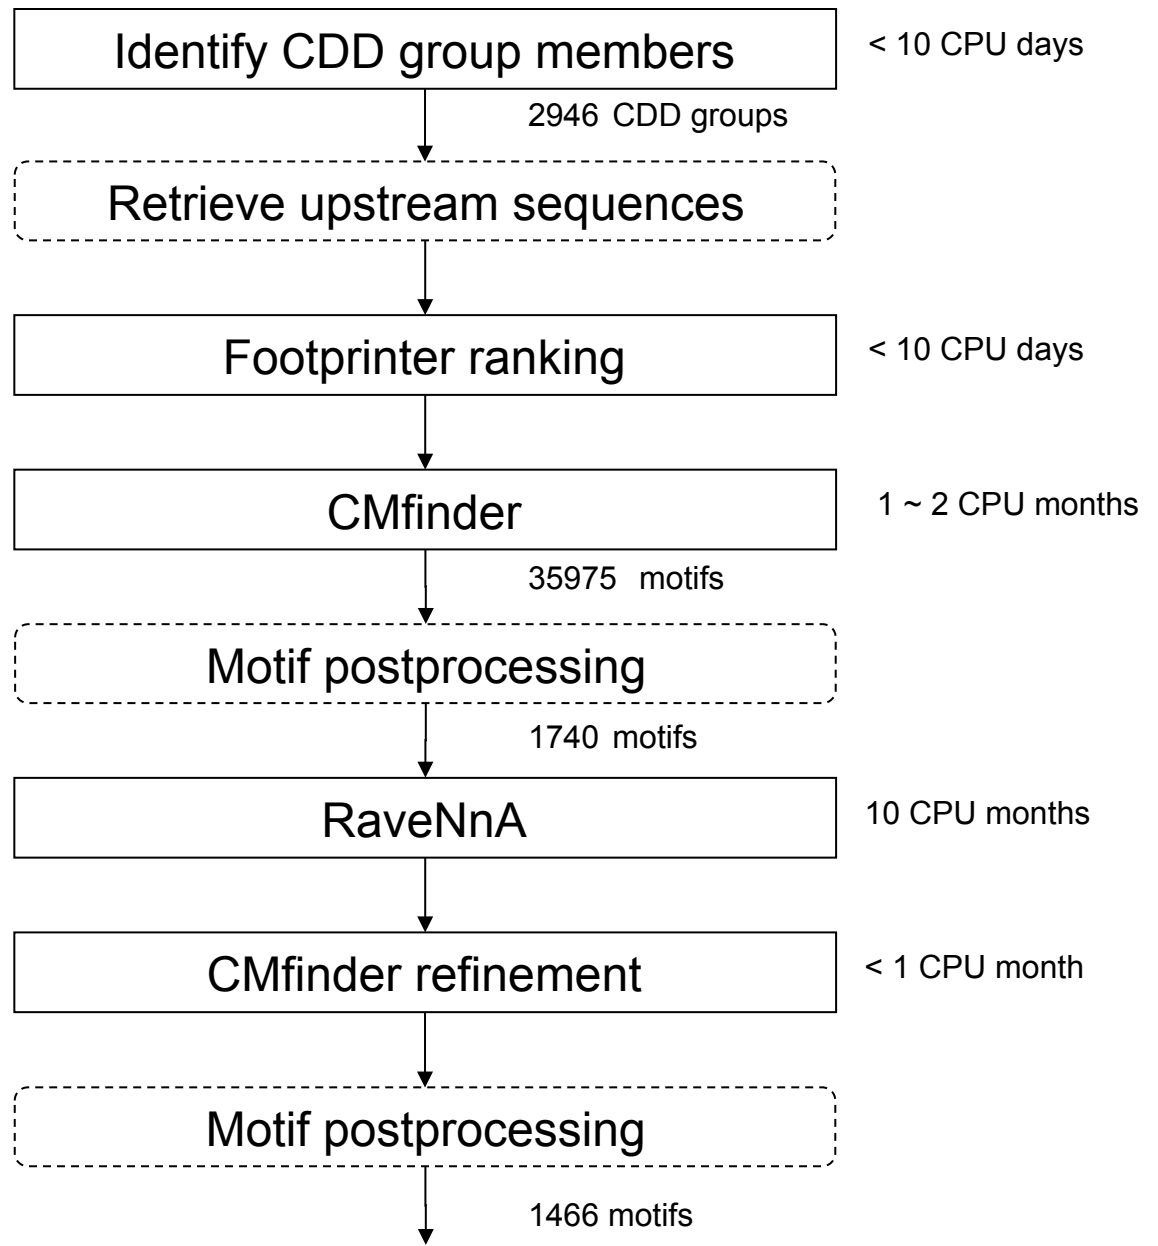 Identify CDD group members
< 10 CPU days
2946 CDD groups
Retrieve upstream sequences
Footprinter ranking
< 10 CPU days
CMfinder
1 ~ 2 CPU months
35975 motifs
Motif postprocessing
1740 motifs
RaveNnA
10 CPU months
CMfinder refinement
< 1 CPU month
Motif postprocessing
1466 motifs